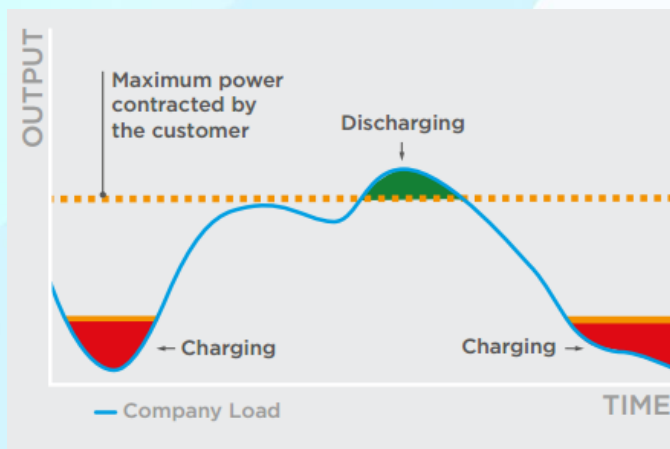 OUTPUT
Maximum power
contracted by
the customer
Discharging
Charging
Charging
TIME
Company Load